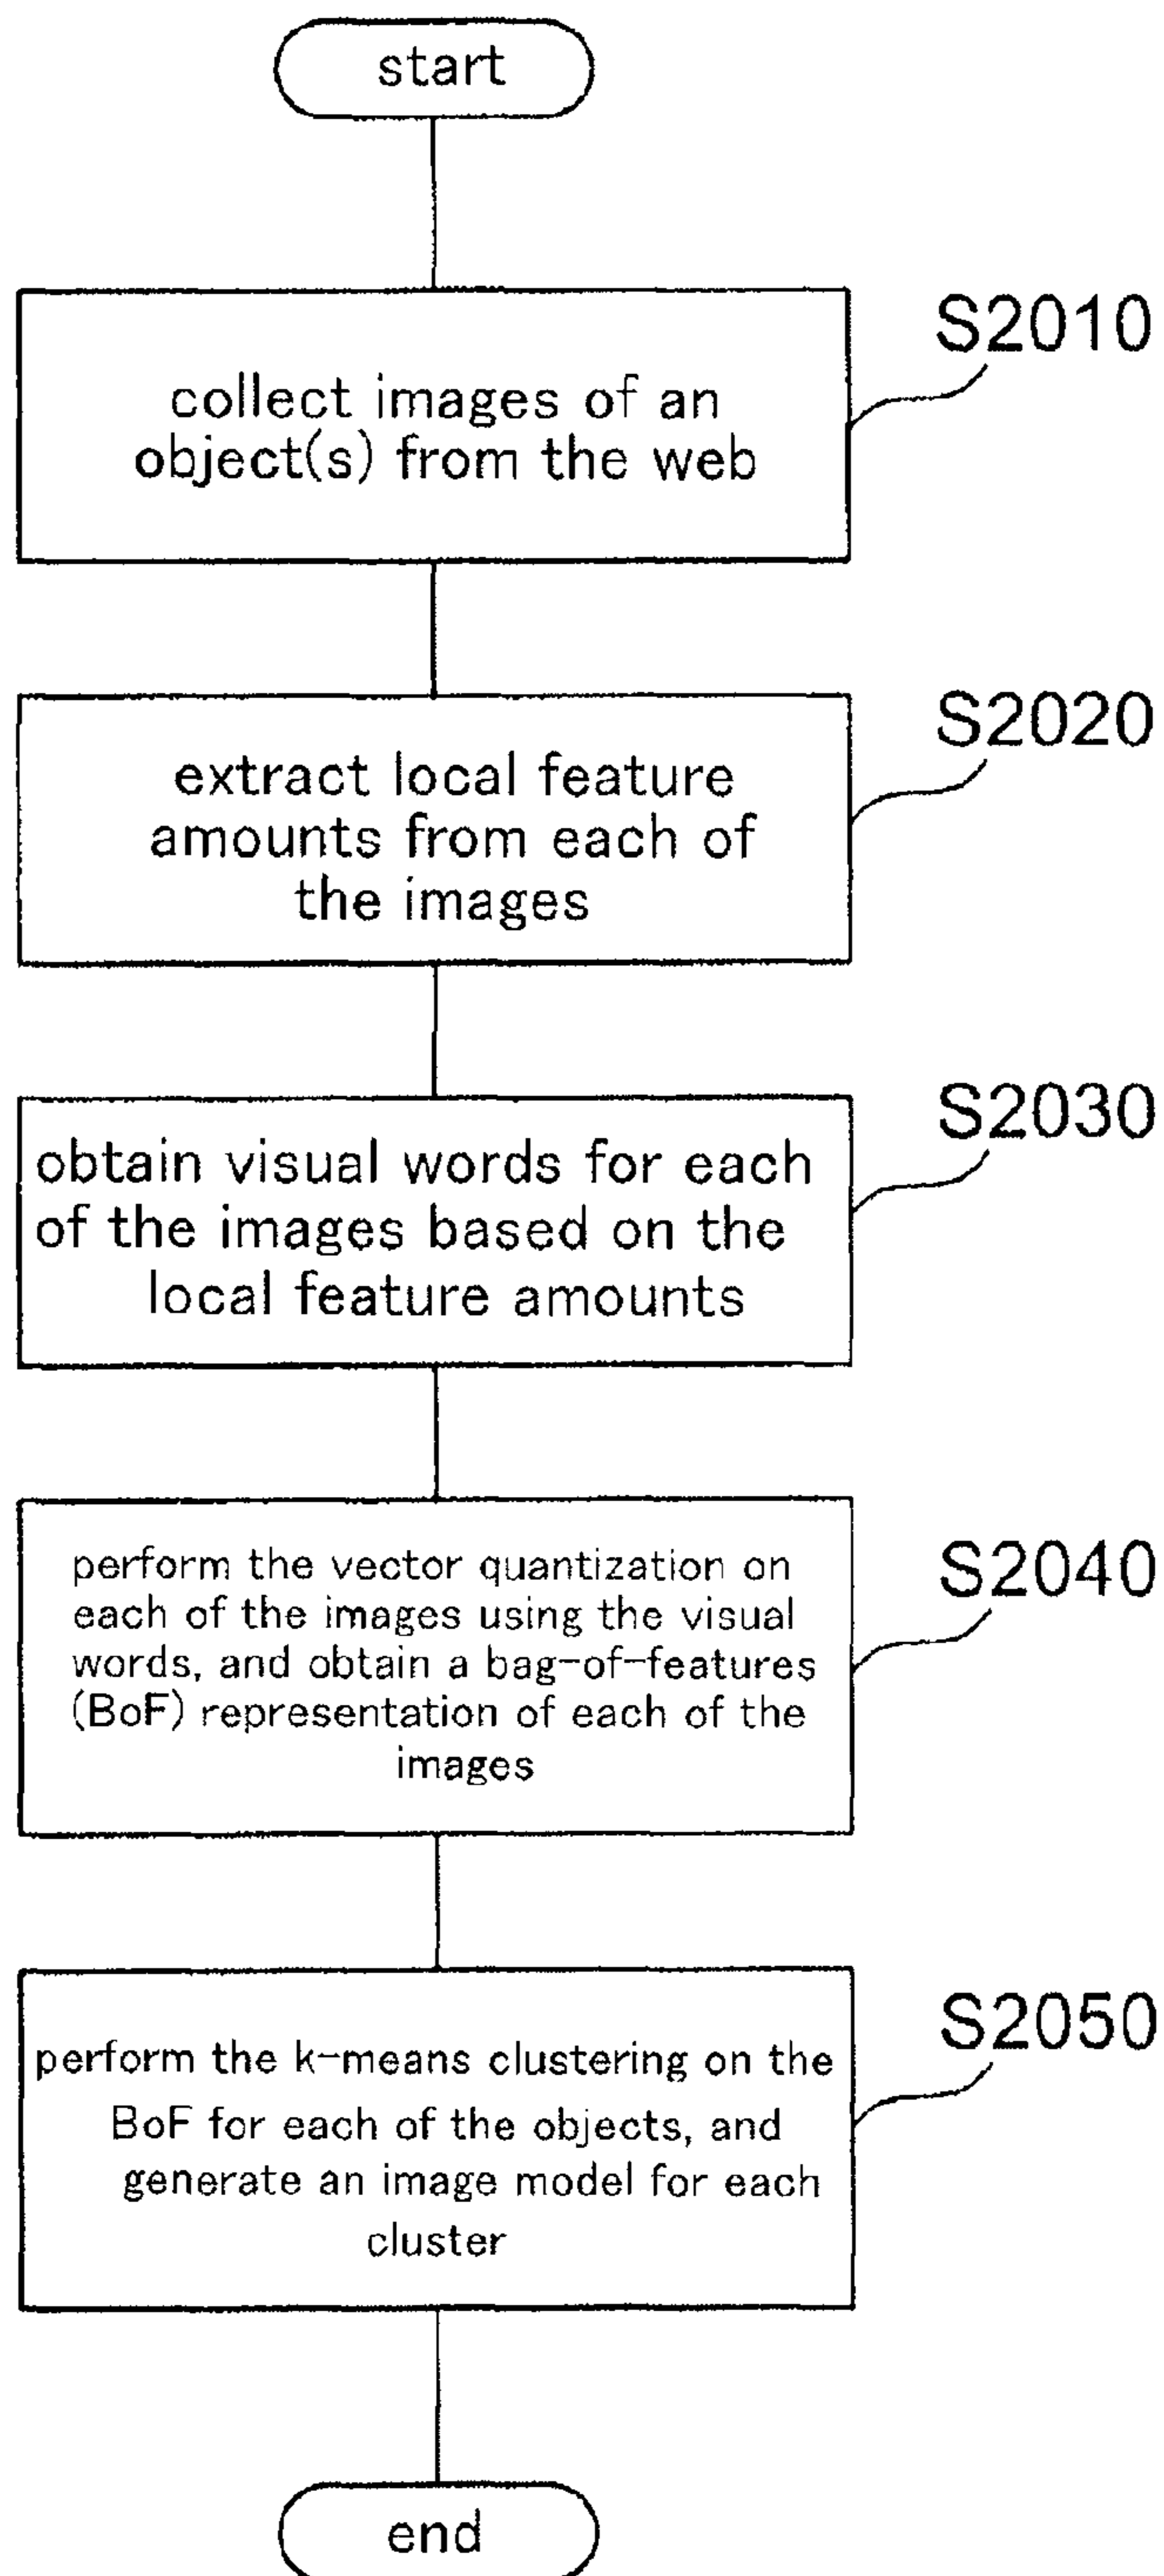 start
S2010
collect images of an
object(s) from the web
S2020
extract local feature
amounts from each of
the images
S2030
obtain visual words for each
of the images based on the
local feature amounts
S2040
perform the vector quantization on
each of the images using the visual
words, and obtain a bag-of-features
(BoF) representation of each of the
images
S2050
perform the k-means clustering on the
BoF for each of the objects, and
generate an image model for each
cluster
end